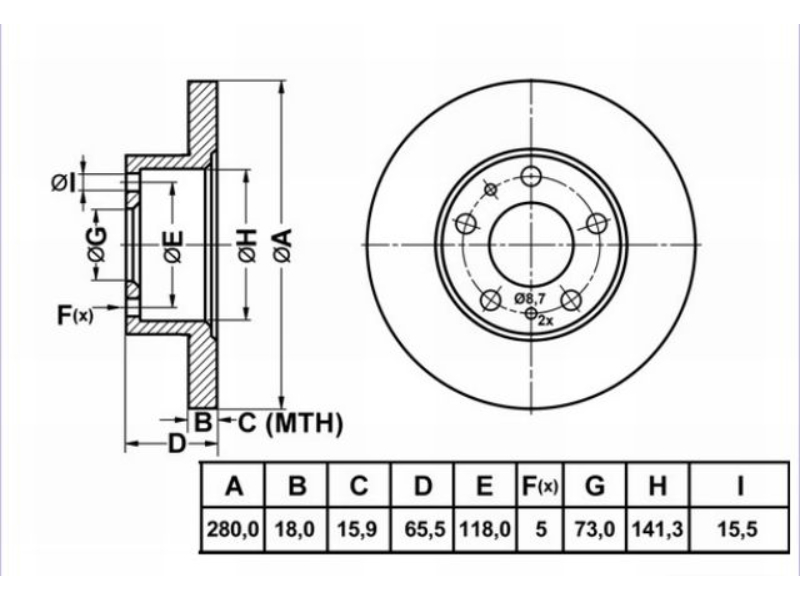 ØI
ØG
ØE
ØH
ØA
F(x)
Ø8,7
2x
B
C (MTH)
D
A B C D E F(x) G H I
280,0 18,0 15,9 65,5 118,0 5 73,0 141,3 15,5